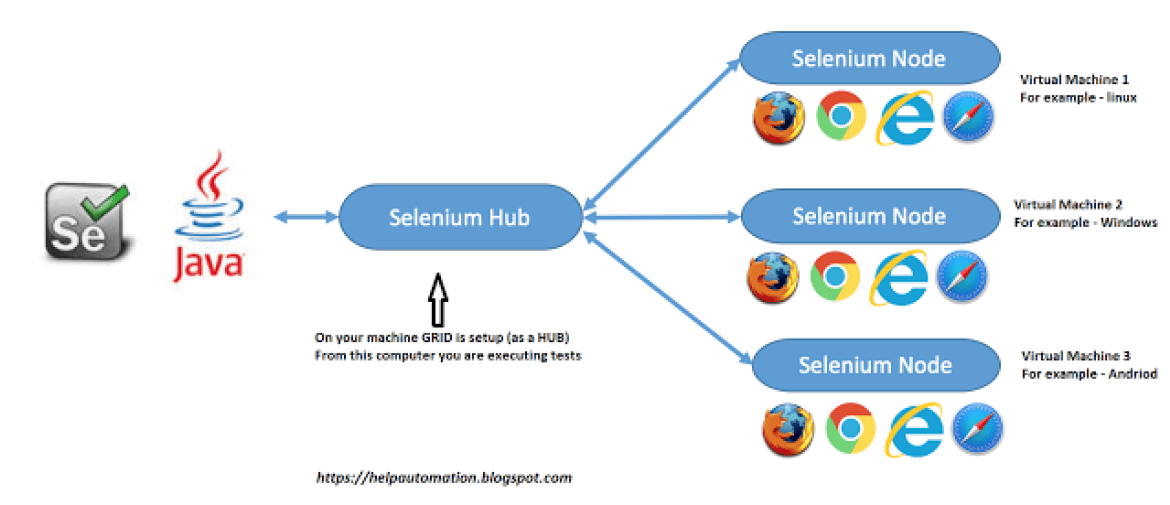 Selenium Node
Virtual Machine 1
For example - linux
Se
Java
Selenium Hub
Selenium Node
Virtual Machine 2
For example - Windows
On your machine GRID is setup (as a HUB)
From this computer you are executing tests
Selenium Node
Virtual Machine 3
For example - Andriod
https://helpautomation.blogspot.com